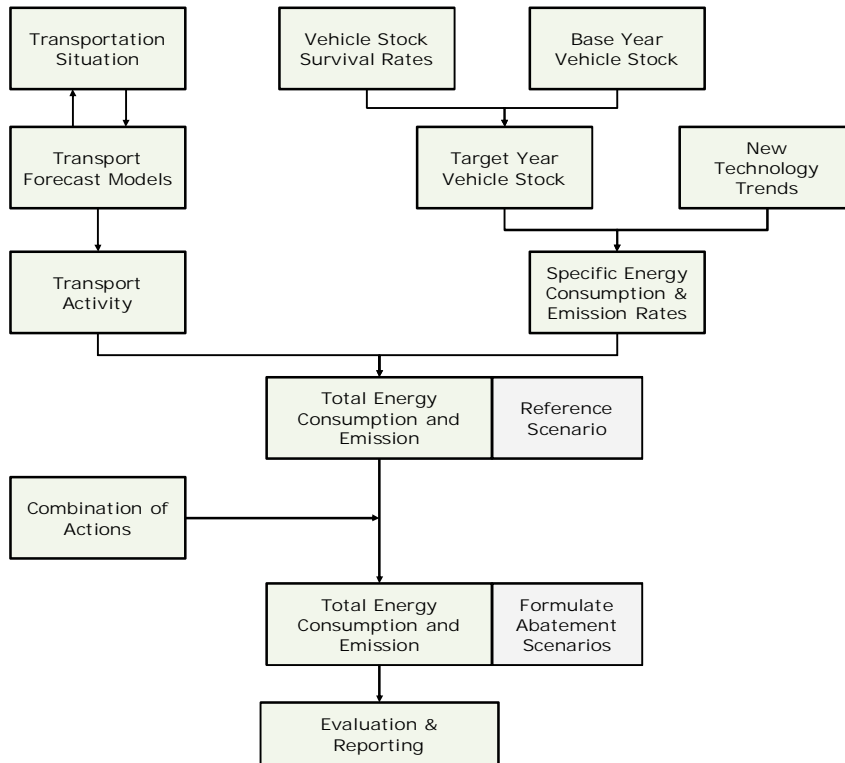 Transportation
Situation
Vehicle Stock
Survival Rates
Base Year
Vehicle Stock
Transport
Forecast Models
Target Year
Vehicle Stock
New
Technology
Trends
Transport
Activity
Specific Energy
Consumption &
Emission Rates
Total Energy
Consumption and
Emission
Reference
Scenario
Combination of
Actions
Total Energy
Consumption and
Emission
Formulate
Abatement
Scenarios
Evaluation &
Reporting